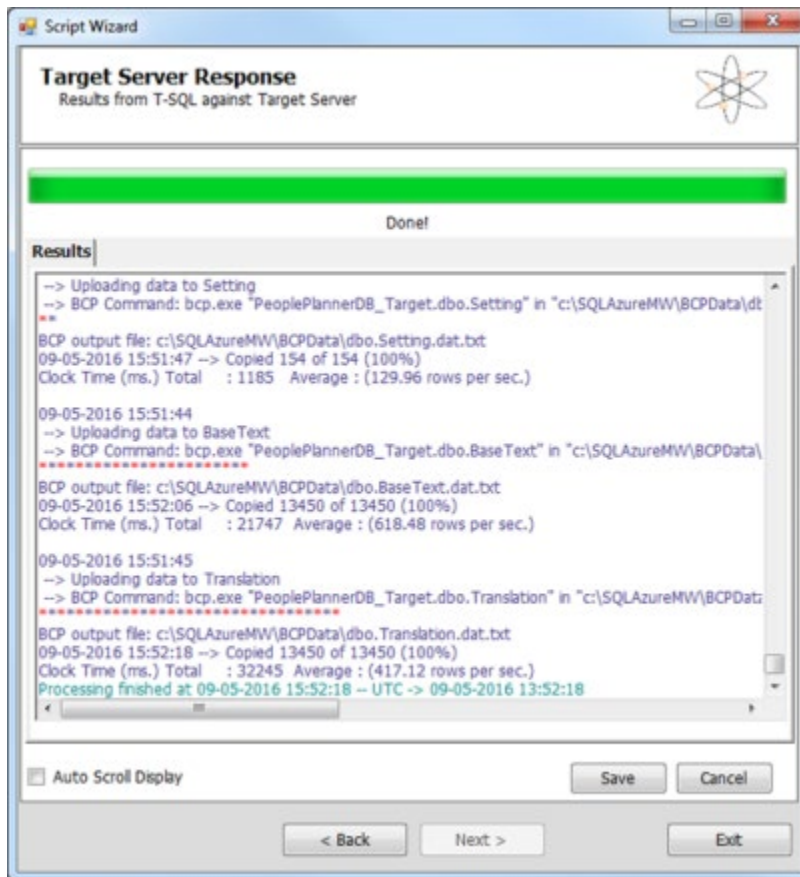 Script Wizard
Target Server Response
Results from T-SQL against Target Server
Done!
Results
--> Uploading data to Setting
--> BCP Command: bcp.exe "PeoplePlannerDB_Target.dbo.Setting" in "c:\SQLAzureMW\BCPData\dt
**
BCP output file: c:\SQLAzureMW\BCPData\dbo.Setting.dat.txt
09-05-2016 15:51:47 --> Copied 154 of 154 (100%)
Clock Time (ms.) Total : 1185 Average : (129.96 rows per sec.)
09-05-2016 15:51:44
--> Uploading data to BaseText
--> BCP Command: bcp.exe "PeoplePlannerDB_Target.dbo.BaseText" in "c:\SQLAzureMW\BCPData\
***********************
BCP output file: c:\SQLAzureMW\BCPData\dbo.BaseText.dat.txt
09-05-2016 15:52:06 --> Copied 13450 of 13450 (100%)
Clock Time (ms.) Total : 21747 Average : (618.48 rows per sec.)
09-05-2016 15:51:45
--> Uploading data to Translation
--> BCP Command: bcp.exe "PeoplePlannerDB_Target.dbo.Translation" in "c:\SQLAzureMW\BCPData
*********************************
BCP output file: c:\SQLAzureMW\BCPData\dbo.Translation.dat.txt
09-05-2016 15:52:18 --> Copied 13450 of 13450 (100%)
Clock Time (ms.) Total : 32245 Average : (417.12 rows per sec.)
Processing finished at 09-05-2016 15:52:18 -- UTC -> 09-05-2016 13:52:18
Auto Scroll Display
Save
Cancel
< Back
Next >
Exit